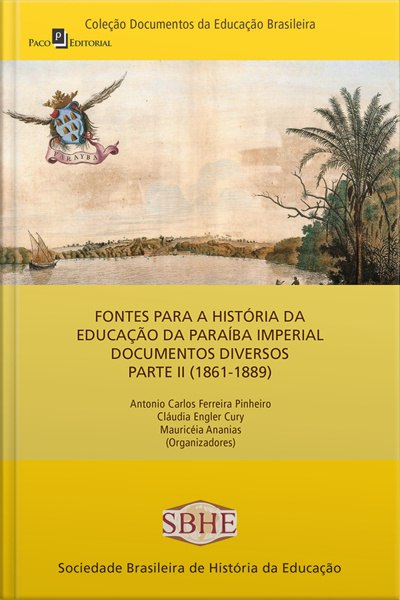 Coleção Documentos da Educação Brasileira
PACO EDITORIAL
PARAYBA
FONTES PARA A HISTÓRIA DA
EDUCAÇÃO DA PARAÍBA IMPERIAL
DOCUMENTOS DIVERSOS
PARTE II (1861-1889)
Antonio Carlos Ferreira Pinheiro
Cláudia Engler Cury
Mauricéia Ananias
(Organizadores)
SBHE
Sociedade Brasileira de História da Educação